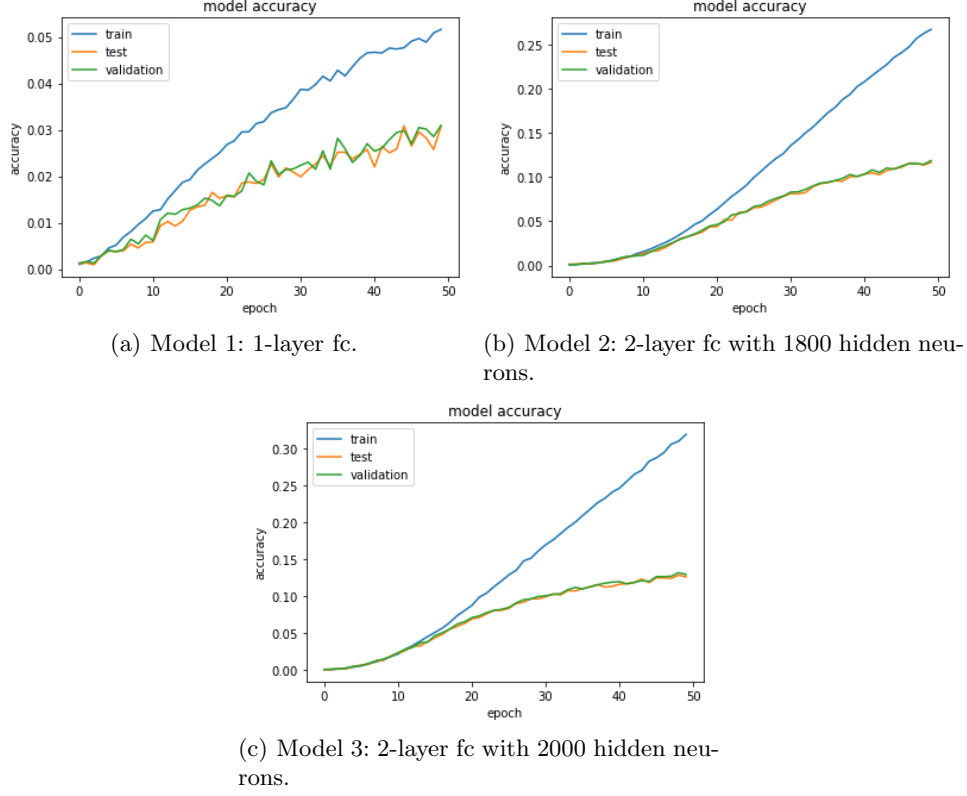 model accuracy
train
test
validation
accuracy
0.05
0.04
0.03
0.02
0.01
0.00
0 10 20 30 40 50
epoch
(a) Model 1: 1-layer fc.
model accuracy
train
test
validation
accuracy
0.25
0.20
0.15
0.10
0.05
0.00
0 10 20 30 40 50
epoch
(b) Model 2: 2-layer fc with 1800 hidden neu-
rons.
model accuracy
train
test
validation
accuracy
0.30
0.25
0.20
0.15
0.10
0.05
0.00
0 10 20 30 40 50
epoch
(c) Model 3: 2-layer fc with 2000 hidden neu-
rons.